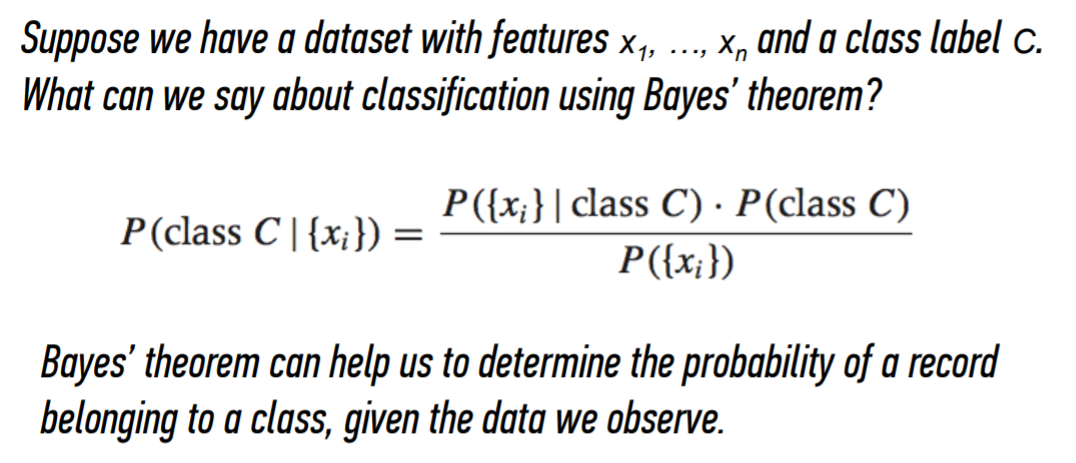 Suppose we have a dataset with features x₁, ..., xₙ and a class label C.
What can we say about classification using Bayes’ theorem?
P(class C | {xᵢ}) = P({xᵢ} | class C) · P(class C) / P({xᵢ})
Bayes’ theorem can help us to determine the probability of a record
belonging to a class, given the data we observe.